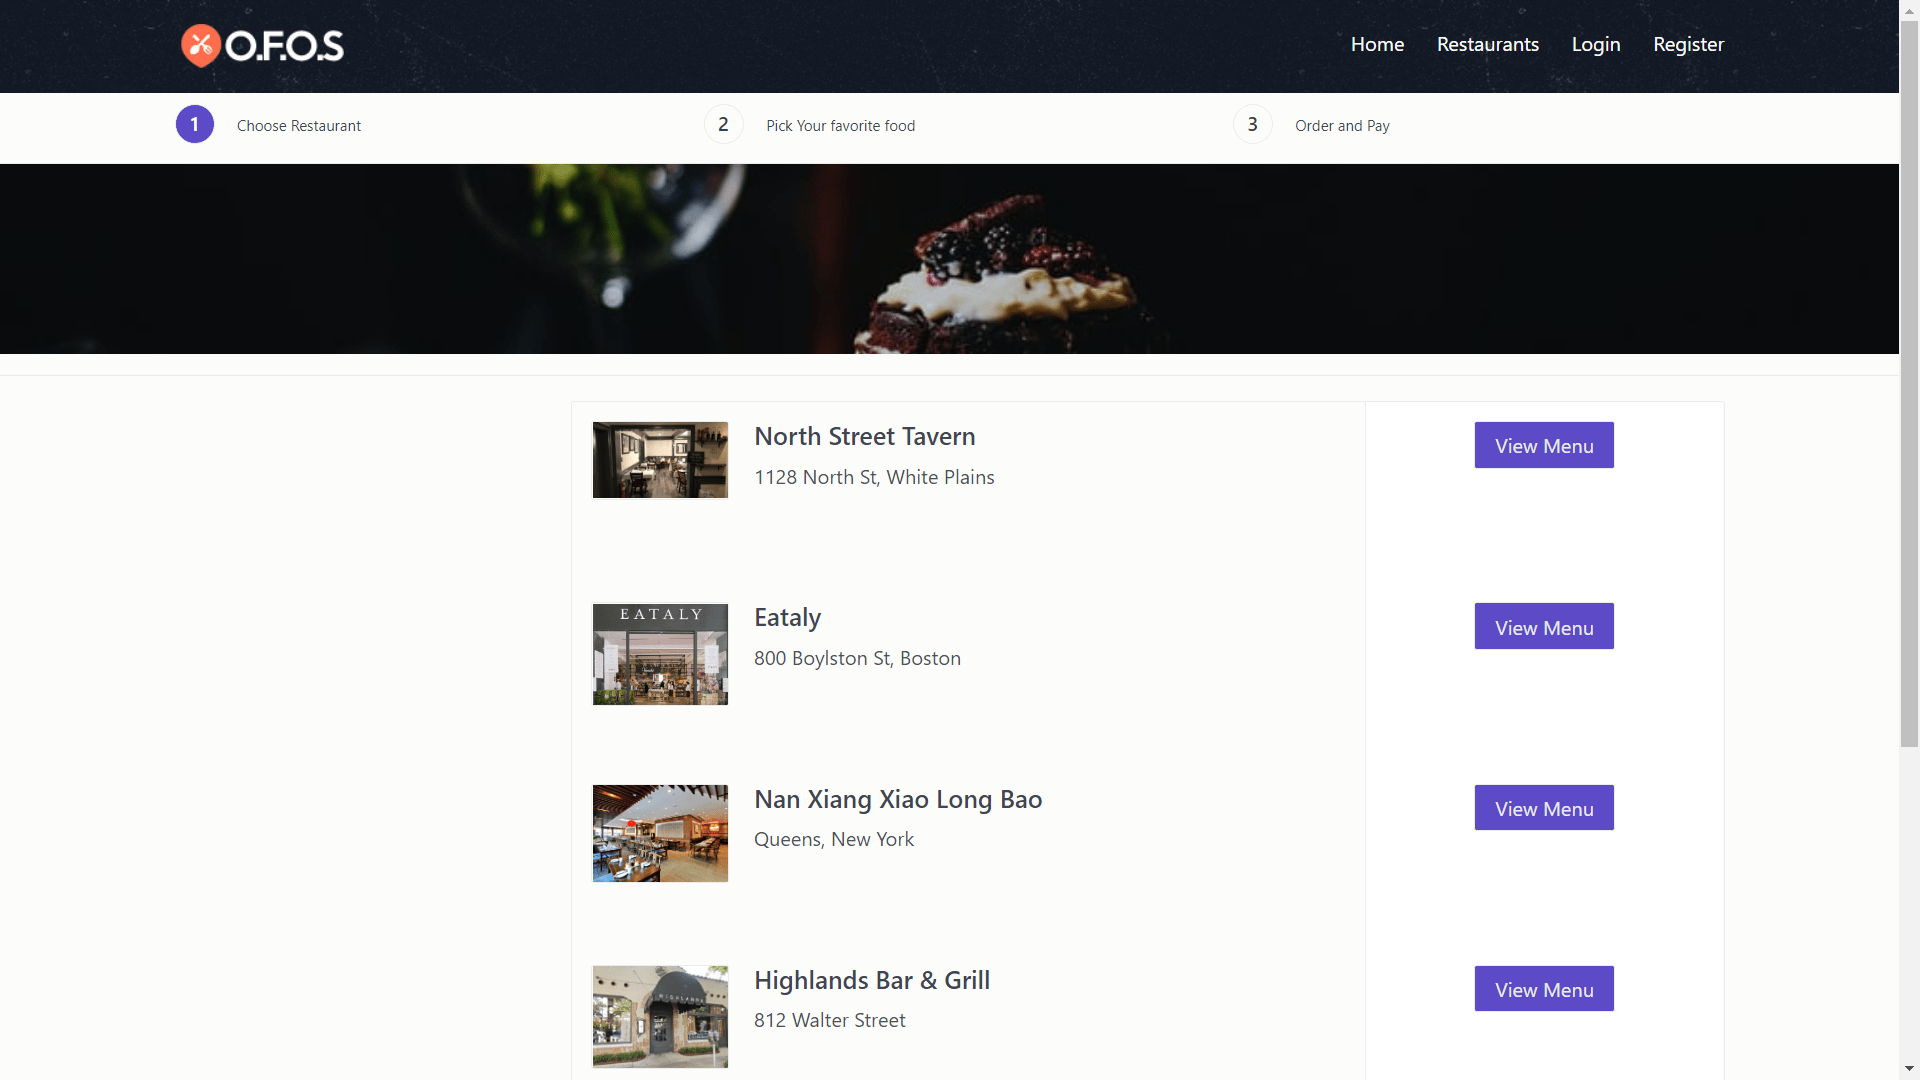 O.F.O.S
Home Restaurants Login Register
1 Choose Restaurant 2 Pick Your favorite food 3 Order and Pay
North Street Tavern View Menu
1128 North St, White Plains
EATALY
Eataly View Menu
800 Boylston St, Boston
Nan Xiang Xiao Long Bao View Menu
Queens, New York
Highlands Bar & Grill View Menu
HIGHLANDS
812 Walter Street